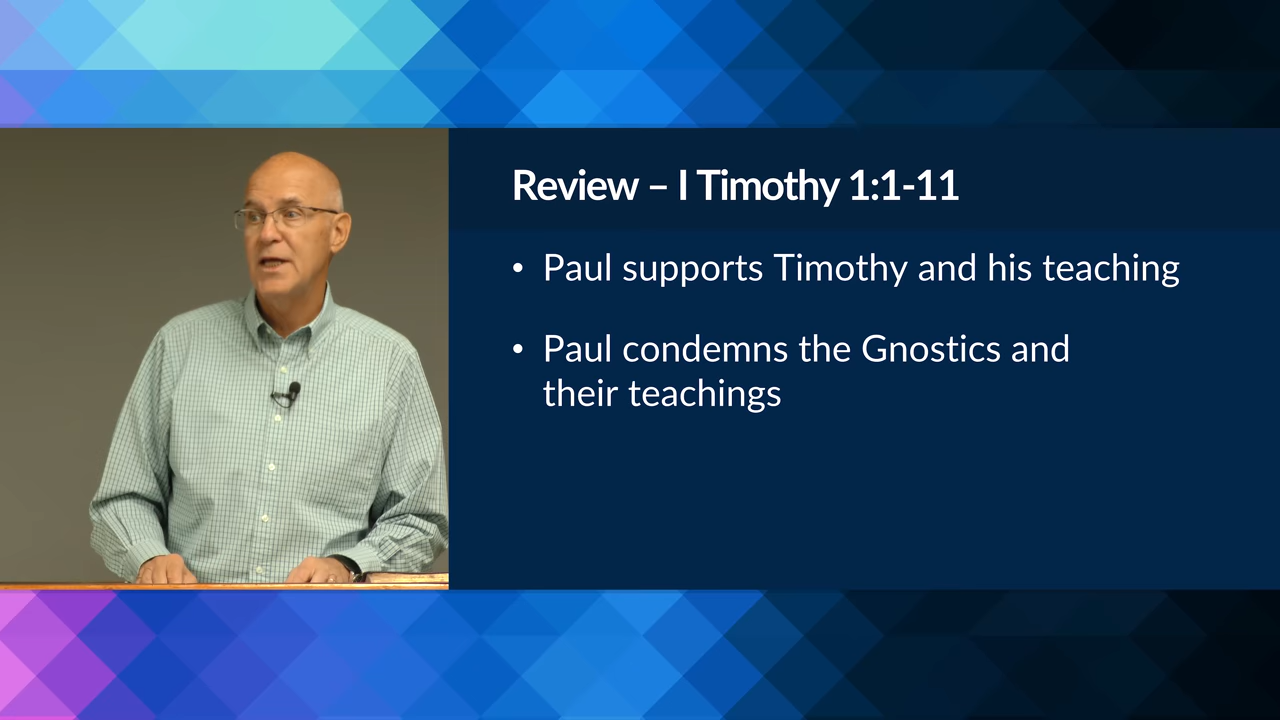 Review – I Timothy 1:1-11
• Paul supports Timothy and his teaching
• Paul condemns the Gnostics and
their teachings